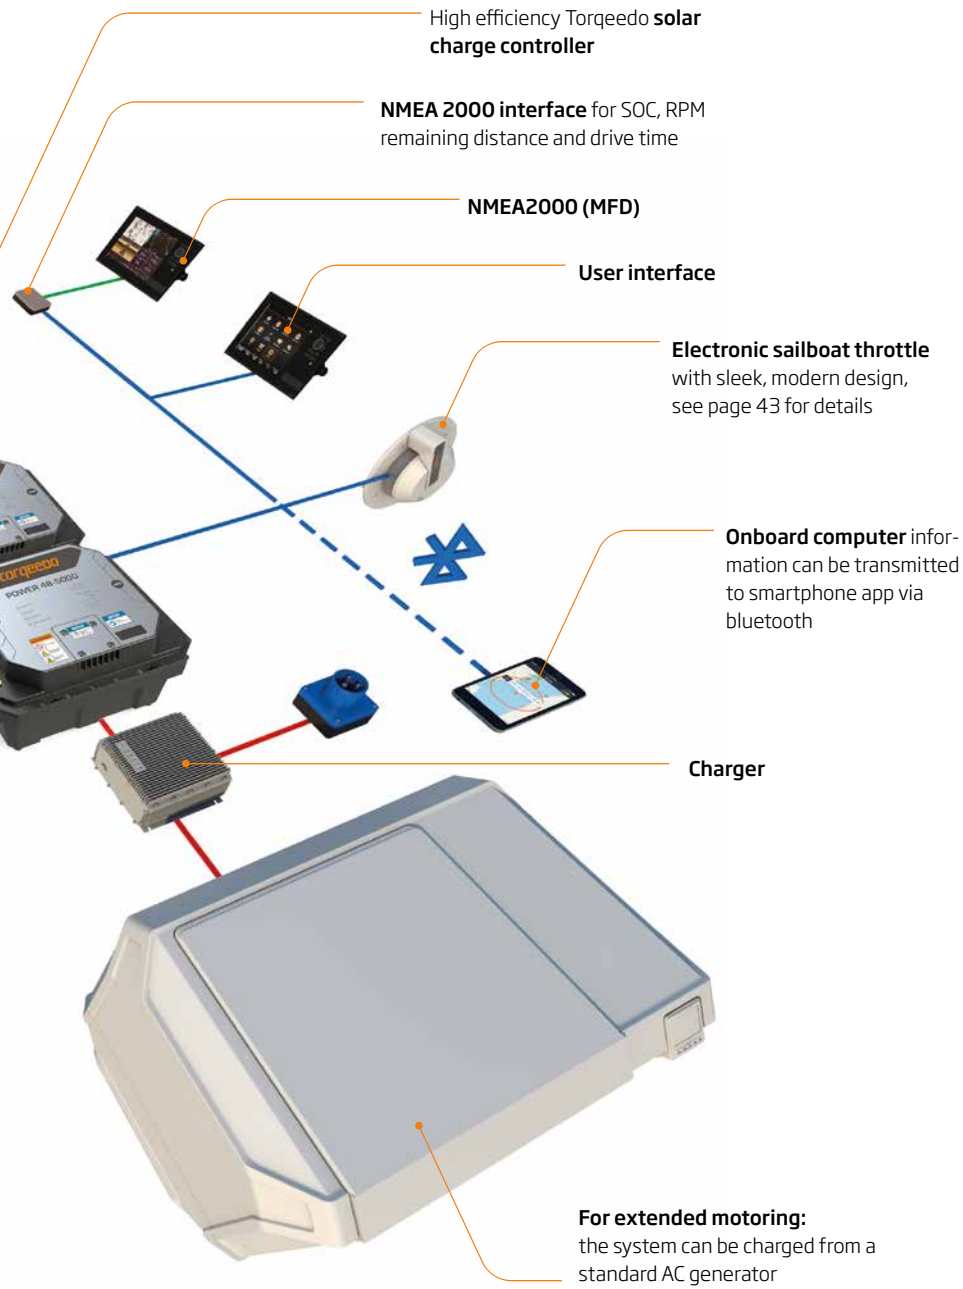 High efficiency Torqeedo solar
charge controller
NMEA 2000 interface for SOC, RPM
remaining distance and drive time
NMEA2000 (MFD)
User interface
Electronic sailboat throttle
with sleek, modern design,
see page 43 for details
Onboard computer infor-
mation can be transmitted
to smartphone app via
bluetooth
torqeedo
POWER 48-5000
Charger
For extended motoring:
the system can be charged from a
standard AC generator